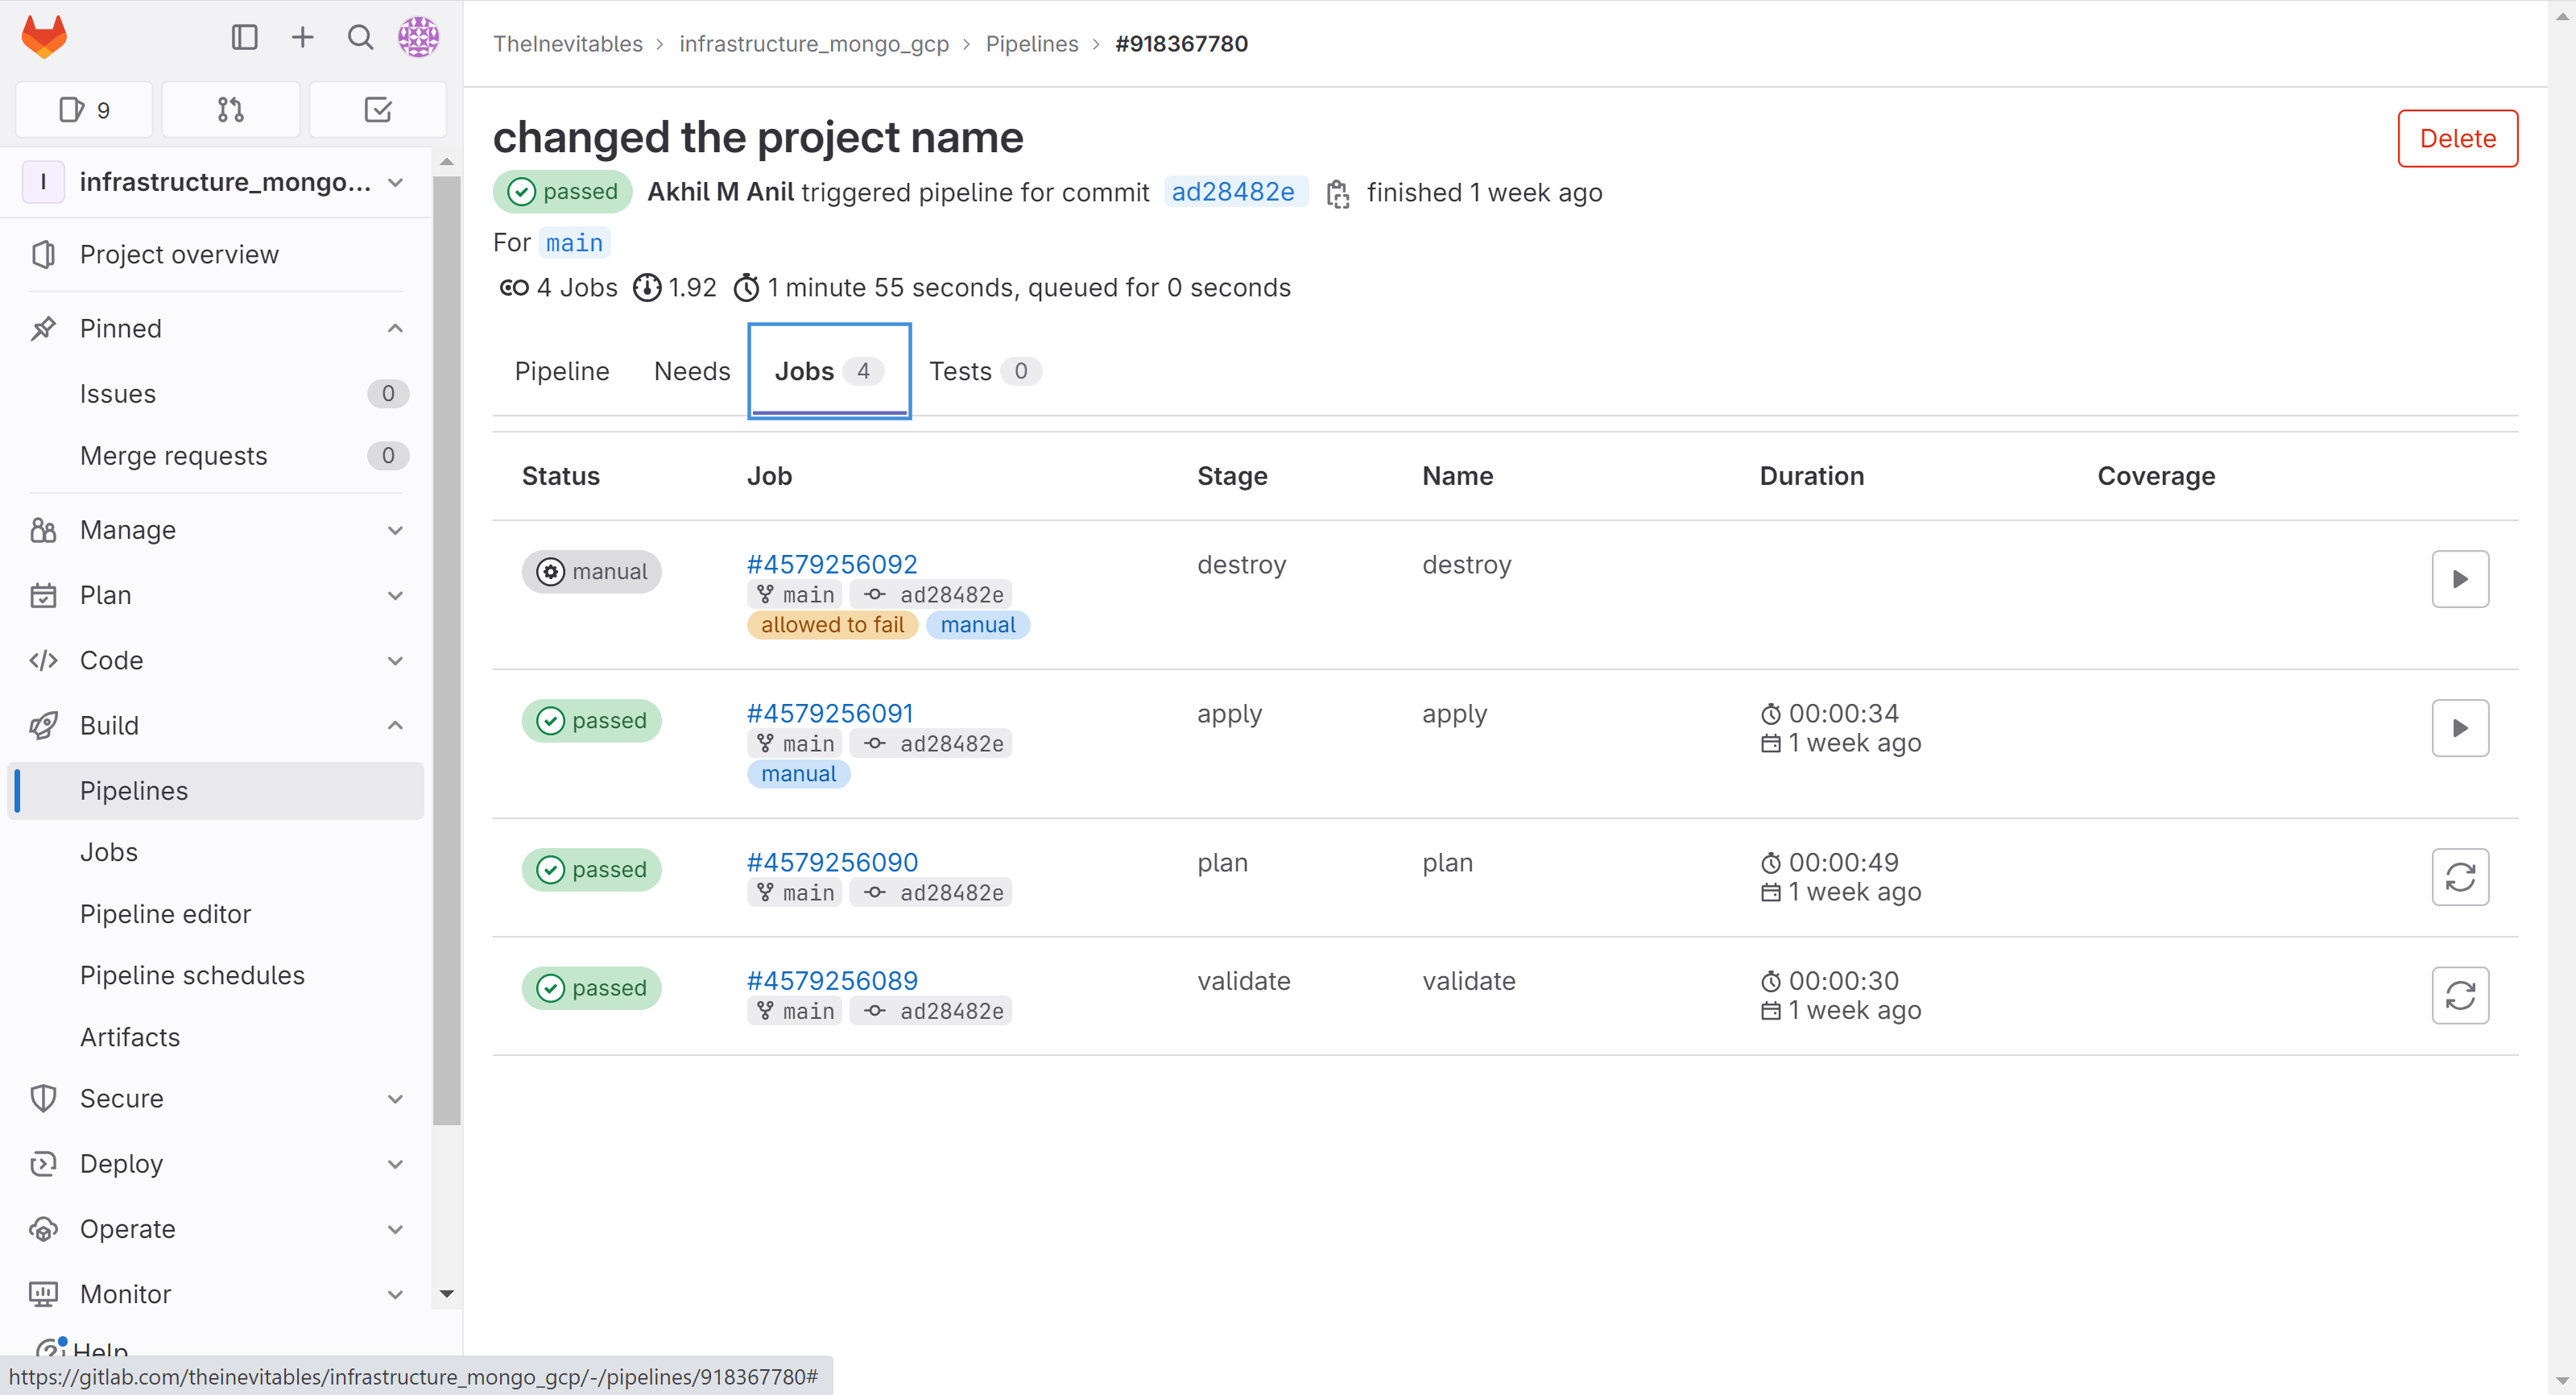 TheInevitables › infrastructure_mongo_gcp › Pipelines › #918367780
9
I infrastructure_mongo...
Project overview
Pinned
Issues 0
Merge requests 0
Manage
Plan
Code
Build
Pipelines
Jobs
Pipeline editor
Pipeline schedules
Artifacts
Secure
Deploy
Operate
Monitor
Help
changed the project name
Delete
passed Akhil M Anil triggered pipeline for commit ad28482e finished 1 week ago
For main
4 Jobs 1.92 1 minute 55 seconds, queued for 0 seconds
Pipeline Needs Jobs 4 Tests 0
Status Job Stage Name Duration Coverage
manual #4579256092 destroy destroy
main ad28482e
allowed to fail manual
passed #4579256091 apply apply 00:00:34
main ad28482e 1 week ago
manual
passed #4579256090 plan plan 00:00:49
main ad28482e 1 week ago
passed #4579256089 validate validate 00:00:30
main ad28482e 1 week ago
https://gitlab.com/theinevitables/infrastructure_mongo_gcp/-/pipelines/918367780#